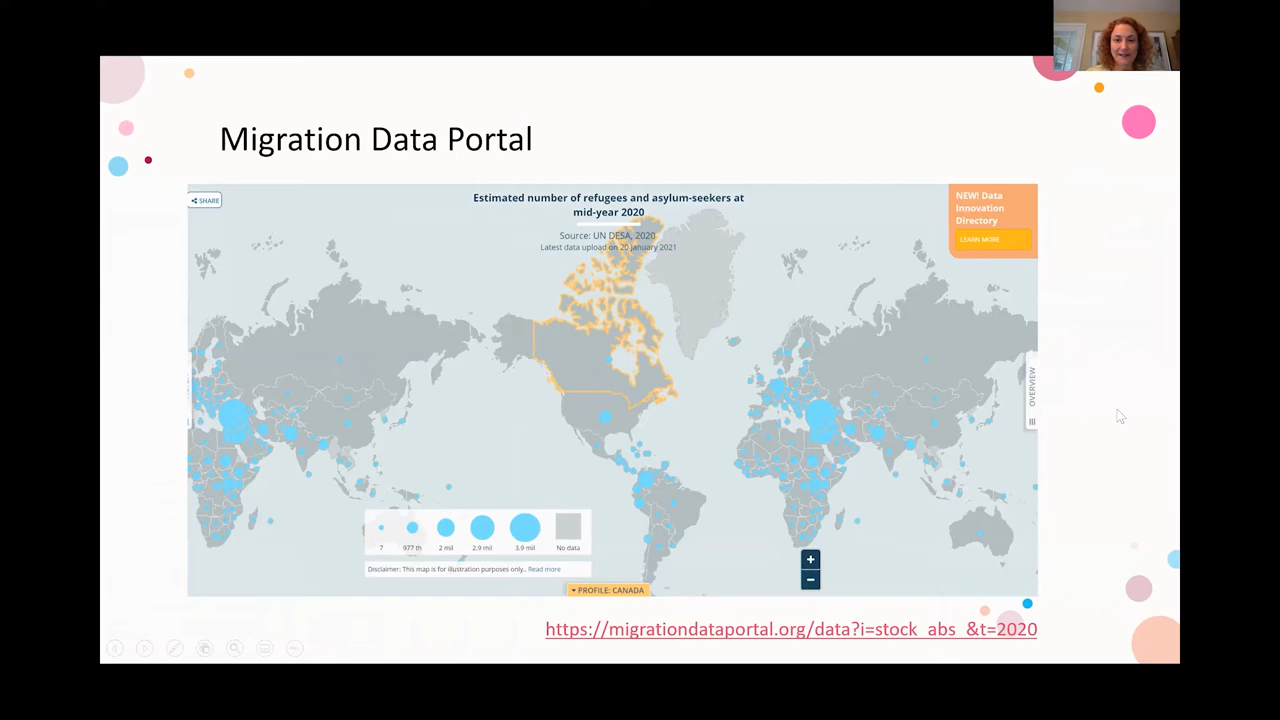 Migration Data Portal
SHARE
Estimated number of refugees and asylum-seekers at
mid-year 2020
Source: UN DESA, 2020
Latest data upload on 20 january 2021
NEW! Data
Innovation
Directory
LEARN MORE
OVERVIEW
7 977 th 2 mil 2.9 mil 3.9 mil No data
Disclaimer: This map is for illustration purposes only.. Read more
+
−
PROFILE: CANADA
https://migrationdataportal.org/data?i=stock_abs_&t=2020